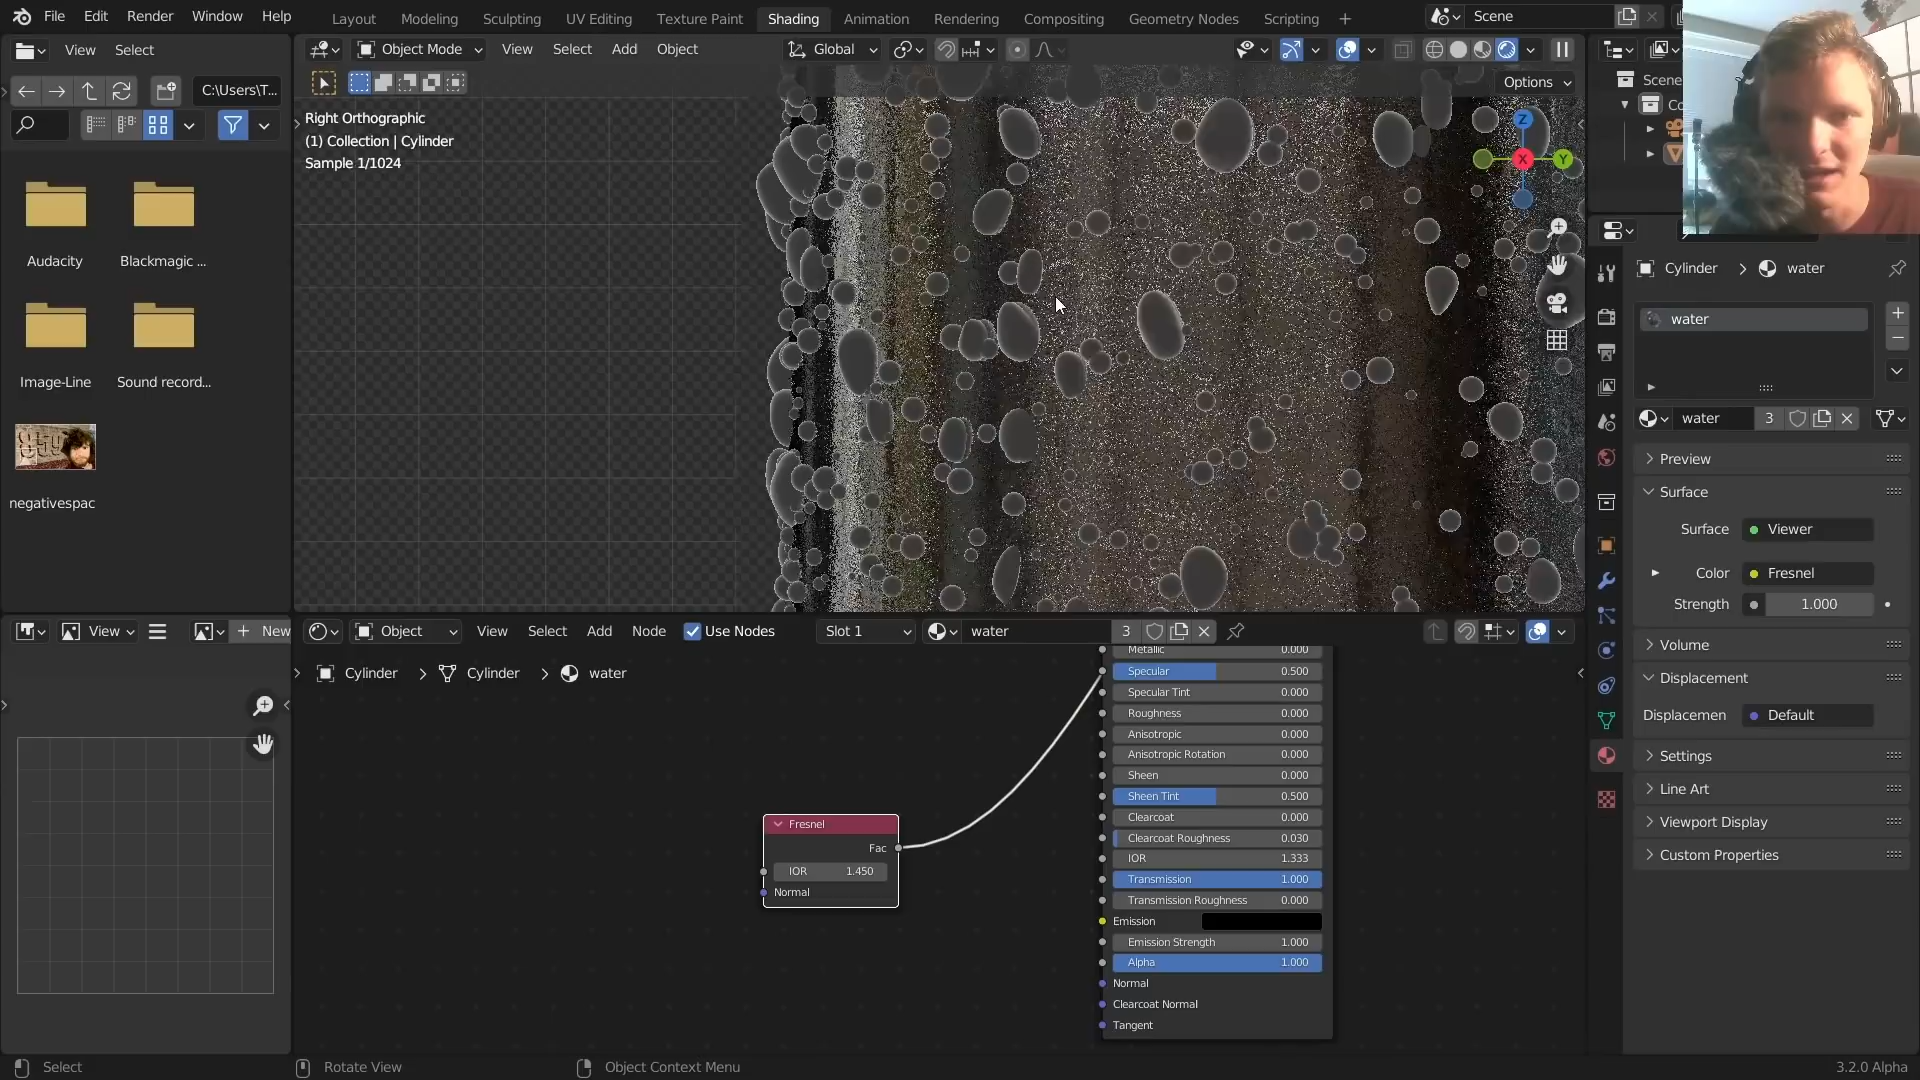 File Edit Render Window Help
Layout Modeling Sculpting UV Editing Texture Paint Shading Animation Rendering Compositing Geometry Nodes Scripting +
Scene
View Select
Object Mode View Select Add Object
Global
C:\Users\T...
Options
Scene
Co
Right Orthographic
(1) Collection | Cylinder
Sample 1/1024
Z
X
Y
Audacity
Blackmagic ...
Image-Line
Sound record...
negativespac
Cylinder > water
water
water 3
Preview
Surface
Surface Viewer
Color Fresnel
Strength 1.000
Volume
Displacement
Displacemen Default
Settings
Line Art
Viewport Display
Custom Properties
View
New
Object View Select Add Node Use Nodes Slot 1 water 3
Cylinder > Cylinder > water
Metallic 0.000
Specular 0.500
Specular Tint 0.000
Roughness 0.000
Anisotropic 0.000
Anisotropic Rotation 0.000
Sheen 0.000
Sheen Tint 0.500
Clearcoat 0.000
Clearcoat Roughness 0.030
IOR 1.333
Transmission 1.000
Transmission Roughness 0.000
Emission
Emission Strength 1.000
Alpha 1.000
Normal
Clearcoat Normal
Tangent
Fresnel
Fac
IOR 1.450
Normal
Select
Rotate View
Object Context Menu
3.2.0 Alpha